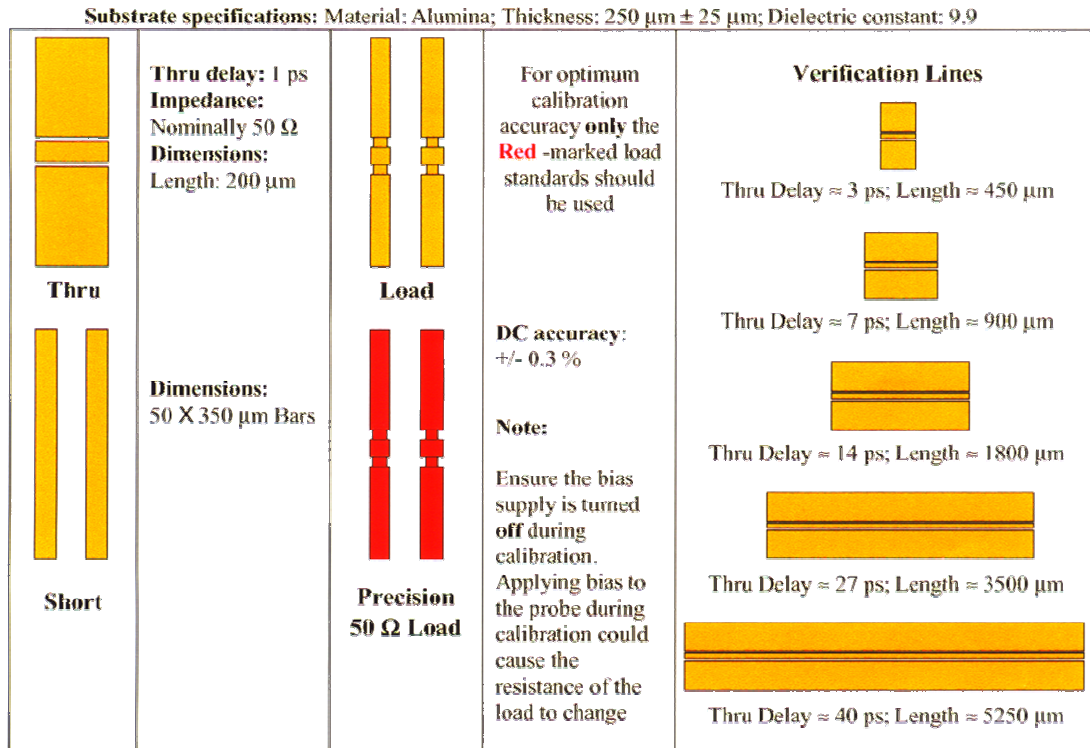 Substrate specifications: Material: Alumina; Thickness: 250 µm ± 25 µm; Dielectric constant: 9.9
Thru delay: 1 ps
Impedance:
Nominally 50 Ω
Dimensions:
Length: 200 µm
Thru
Load
For optimum
calibration
accuracy only the
Red -marked load
standards should
be used
Dimensions:
50 X 350 µm Bars
Short
Precision
50 Ω Load
DC accuracy:
+/- 0.3 %
Note:
Ensure the bias
supply is turned
off during
calibration.
Applying bias to
the probe during
calibration could
cause the
resistance of the
load to change
Verification Lines
Thru Delay ≈ 3 ps; Length ≈ 450 µm
Thru Delay ≈ 7 ps; Length ≈ 900 µm
Thru Delay ≈ 14 ps; Length ≈ 1800 µm
Thru Delay ≈ 27 ps; Length ≈ 3500 µm
Thru Delay ≈ 40 ps; Length ≈ 5250 µm